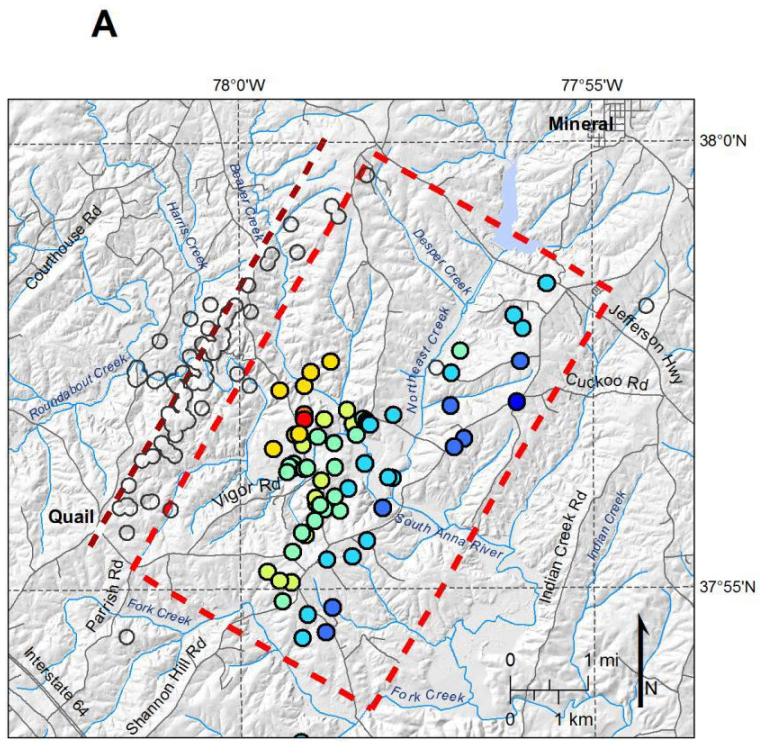 A
78°0'W
77°55'W
Mineral
38°0'N
Beaver Creek
Harris Creek
Courthouse Rd
Desper Creek
Jefferson Hwy
Northeast Creek
Roundabout Creek
Cuckoo Rd
Vigor Rd
Quail
South Anna River
Indian Creek Rd
Indian Creek
37°55'N
Parrish Rd
Fork Creek
Shannon Hill Rd
Interstate 64
Fork Creek
0 1 mi
0 1 km
N